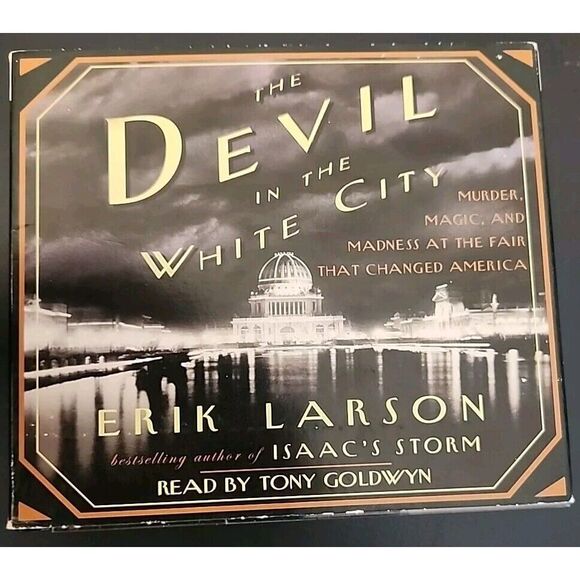 THE
DEVIL
IN THE
WHITE CITY
MURDER,
MAGIC, AND
MADNESS AT THE FAIR
THAT CHANGED AMERICA
ERIK LARSON
bestselling author of ISAAC'S STORM
READ BY TONY GOLDWYN